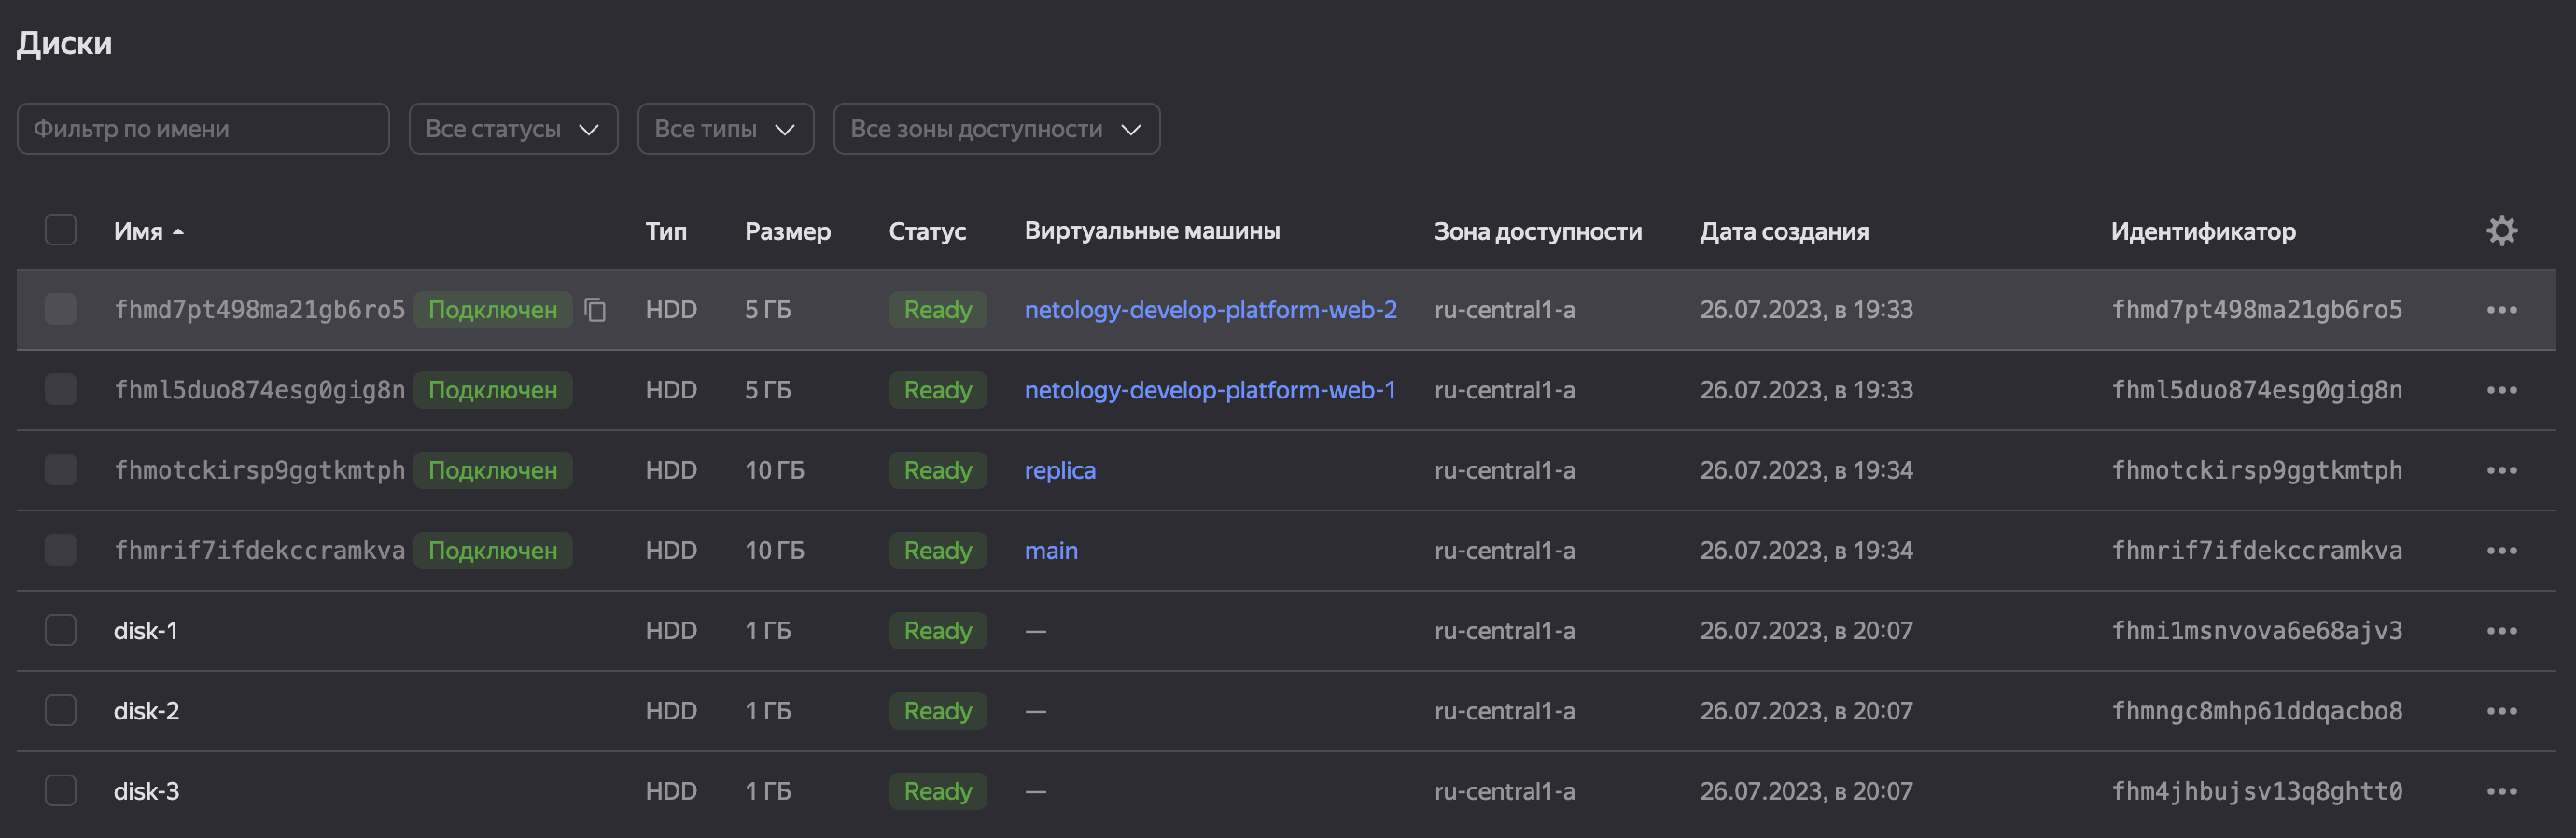 Диски
Фильтр по имени Все статусы Все типы Все зоны доступности
Имя Тип Размер Статус Виртуальные машины Зона доступности Дата создания Идентификатор
fhmd7pt498ma21gb6ro5 Подключен HDD 5 ГБ Ready netology-develop-platform-web-2 ru-central1-a 26.07.2023, в 19:33 fhmd7pt498ma21gb6ro5
fhml5duo874esg0gig8n Подключен HDD 5 ГБ Ready netology-develop-platform-web-1 ru-central1-a 26.07.2023, в 19:33 fhml5duo874esg0gig8n
fhmotckirsp9ggtkmtph Подключен HDD 10 ГБ Ready replica ru-central1-a 26.07.2023, в 19:34 fhmotckirsp9ggtkmtph
fhmrif7ifdekccramkva Подключен HDD 10 ГБ Ready main ru-central1-a 26.07.2023, в 19:34 fhmrif7ifdekccramkva
disk-1 HDD 1 ГБ Ready — ru-central1-a 26.07.2023, в 20:07 fhmi1msnvova6e68ajv3
disk-2 HDD 1 ГБ Ready — ru-central1-a 26.07.2023, в 20:07 fhmngc8mhp61ddqacbo8
disk-3 HDD 1 ГБ Ready — ru-central1-a 26.07.2023, в 20:07 fhm4jhbujsv13q8ghtt0